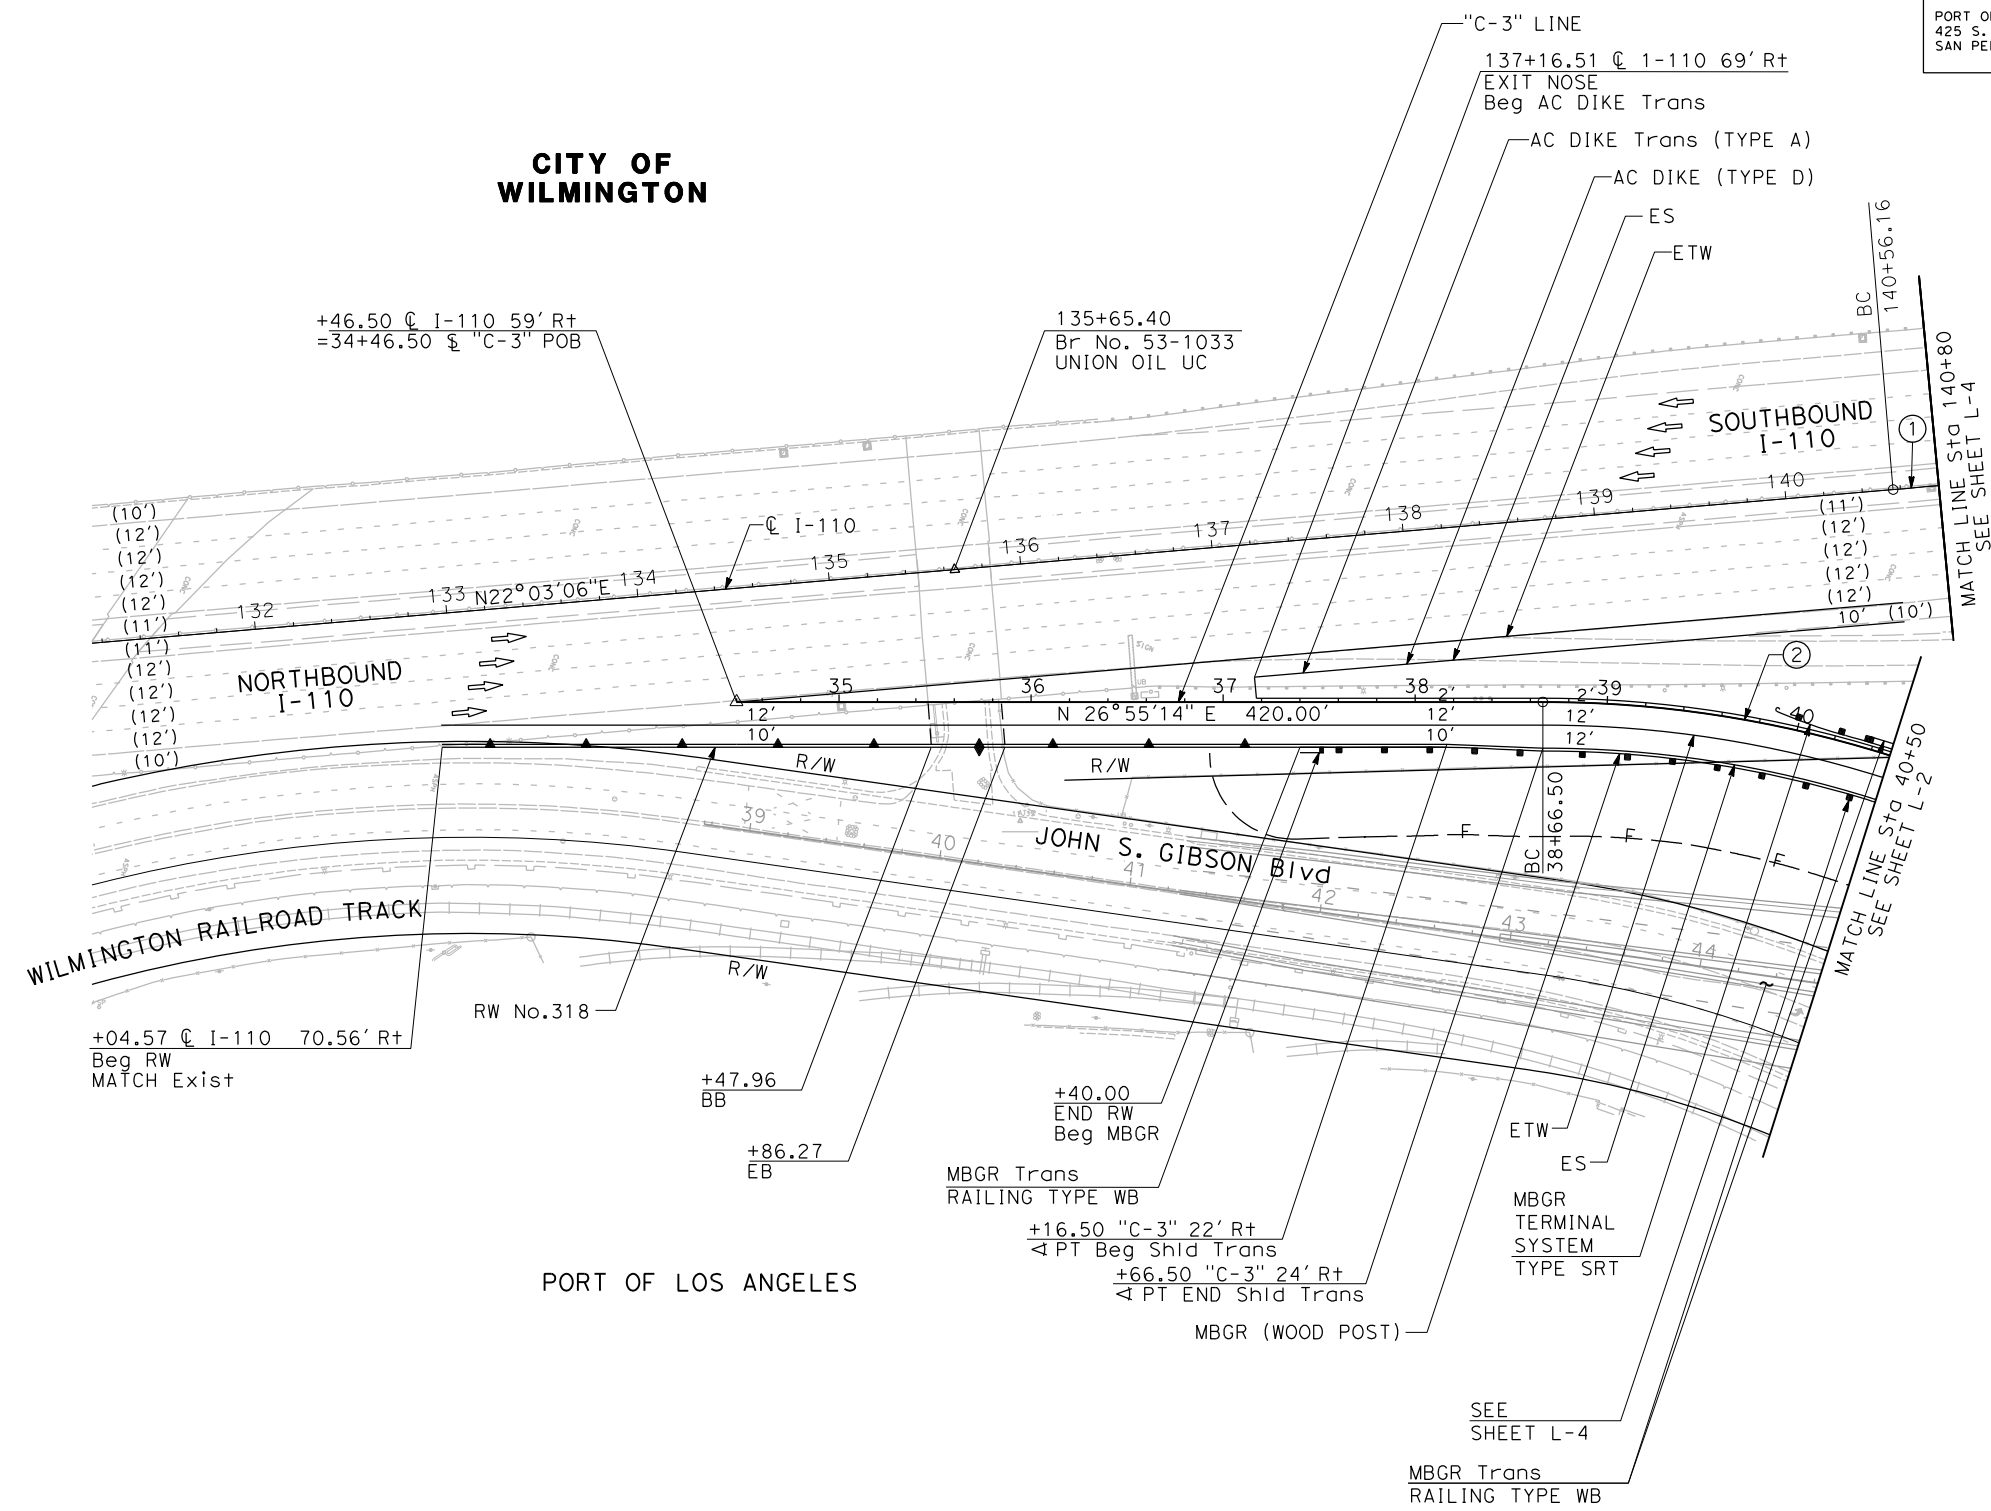 PORT O
425 S.
SAN PE
"C-3" LINE
137+16.51 ℄ 1-110 69' Rt
EXIT NOSE
Beg AC DIKE Trans
AC DIKE Trans (TYPE A)
AC DIKE (TYPE D)
ES
ETW
CITY OF
WILMINGTON
BC
140+56.16
+46.50 ℄ I-110 59' Rt
=34+46.50 "C-3" POB
135+65.40
Br No. 53-1033
UNION OIL UC
MATCH LINE Sta 140+80
SEE SHEET L-4
SOUTHBOUND
I-110
1
℄ I-110
132
133
N22°03'06"E
134
135
136
137
138
139
140
(10')
(12')
(12')
(12')
(12')
(11')
(11')
(12')
(12')
(12')
(12')
(10')
(11')
(12')
(12')
(12')
(12')
10' (10')
NORTHBOUND
I-110
SIGN
UB
CONC
CONC
CONC
CONC
CONC
CONC
CONC
CONC
2
35
36
37
38
39
40
2'
2'
12'
N 26°55'14" E 420.00'
12'
12'
10'
10'
12'
R/W
R/W
BC
38+66.50
F
F
F
MATCH LINE Sta 40+50
SEE SHEET L-2
39
40
41
42
43
44
JOHN S. GIBSON Blvd
WILMINGTON RAILROAD TRACK
R/W
RW No.318
+04.57 ℄ I-110 70.56' Rt
Beg RW
MATCH Exist
+47.96
BB
+86.27
EB
+40.00
END RW
Beg MBGR
MBGR Trans
RAILING TYPE WB
+16.50 "C-3" 22' Rt
∢ PT Beg Shld Trans
+66.50 "C-3" 24' Rt
∢ PT END Shld Trans
MBGR (WOOD POST)
ETW
ES
MBGR
TERMINAL
SYSTEM
TYPE SRT
PORT OF LOS ANGELES
SEE
SHEET L-4
MBGR Trans
RAILING TYPE WB